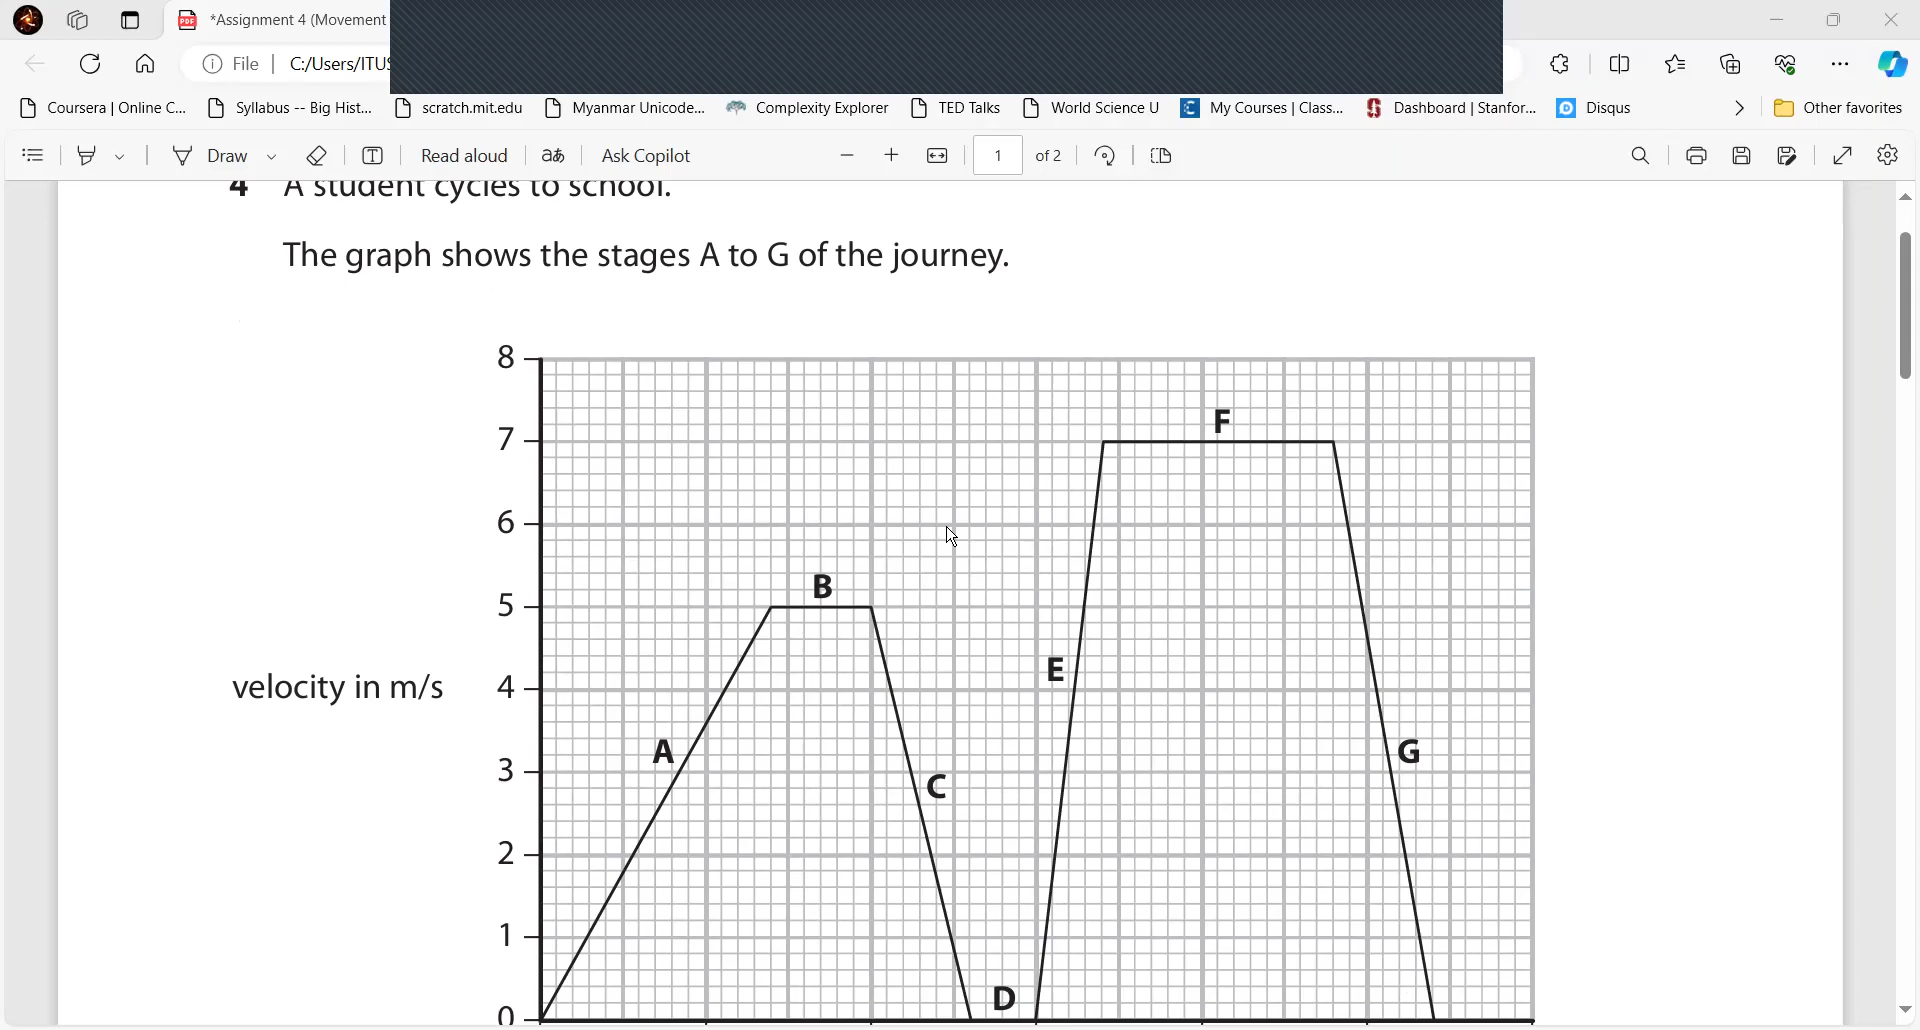 *Assignment 4 (Movement
File
C:/Users/ITUS
Coursera | Online C...
Syllabus -- Big Hist...
scratch.mit.edu
Myanmar Unicode...
Complexity Explorer
TED Talks
World Science U
My Courses | Class...
Dashboard | Stanfor...
Disqus
Other favorites
Draw
Read aloud
aあ
Ask Copilot
1
of 2
4 A student cycles to school.
The graph shows the stages A to G of the journey.
8
F
7
6
B
5
E
velocity in m/s
4
A
G
3
C
2
1
D
0